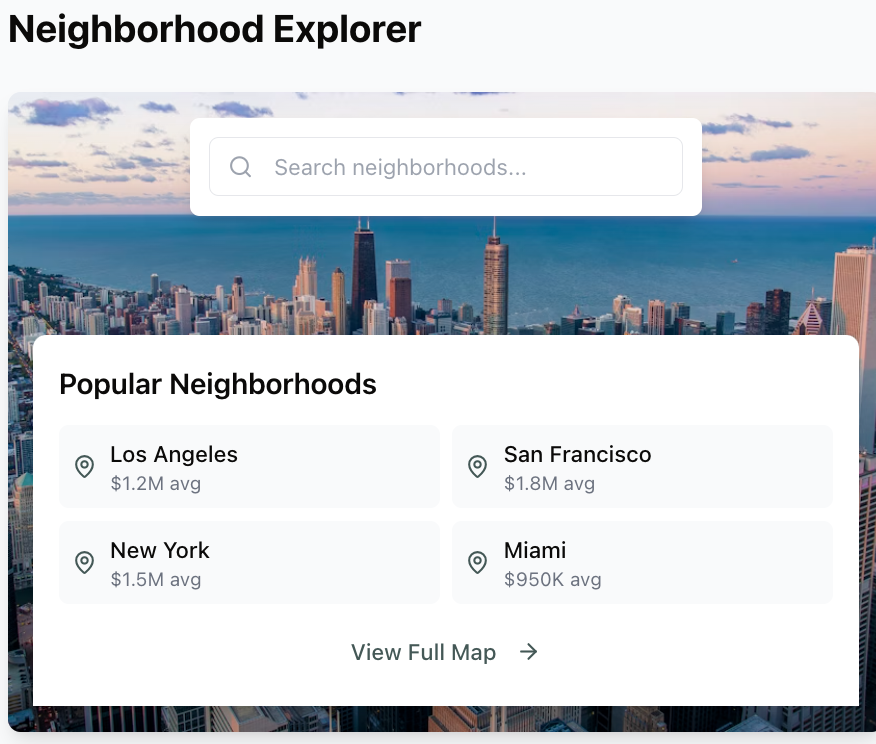 Neighborhood Explorer
Search neighborhoods...
Popular Neighborhoods
Los Angeles
$1.2M avg
San Francisco
$1.8M avg
New York
$1.5M avg
Miami
$950K avg
View Full Map